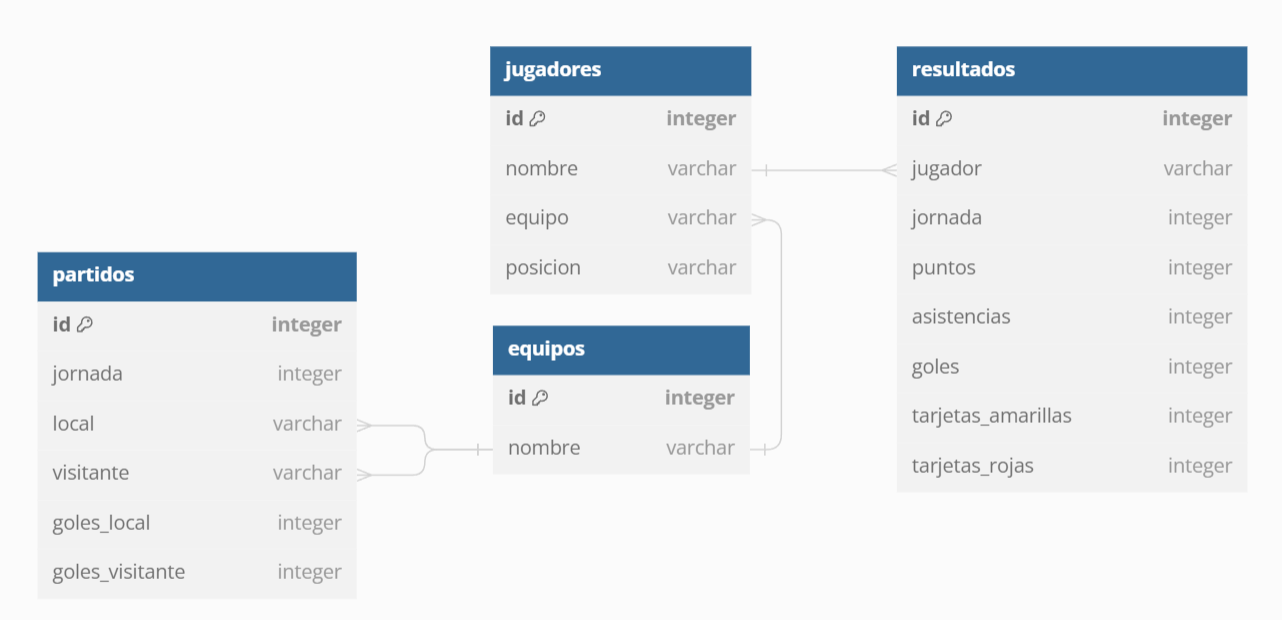 jugadores
id integer
nombre varchar
equipo varchar
posicion varchar
resultados
id integer
jugador varchar
jornada integer
puntos integer
asistencias integer
goles integer
tarjetas_amarillas integer
tarjetas_rojas integer
partidos
id integer
jornada integer
local varchar
visitante varchar
goles_local integer
goles_visitante integer
equipos
id integer
nombre varchar